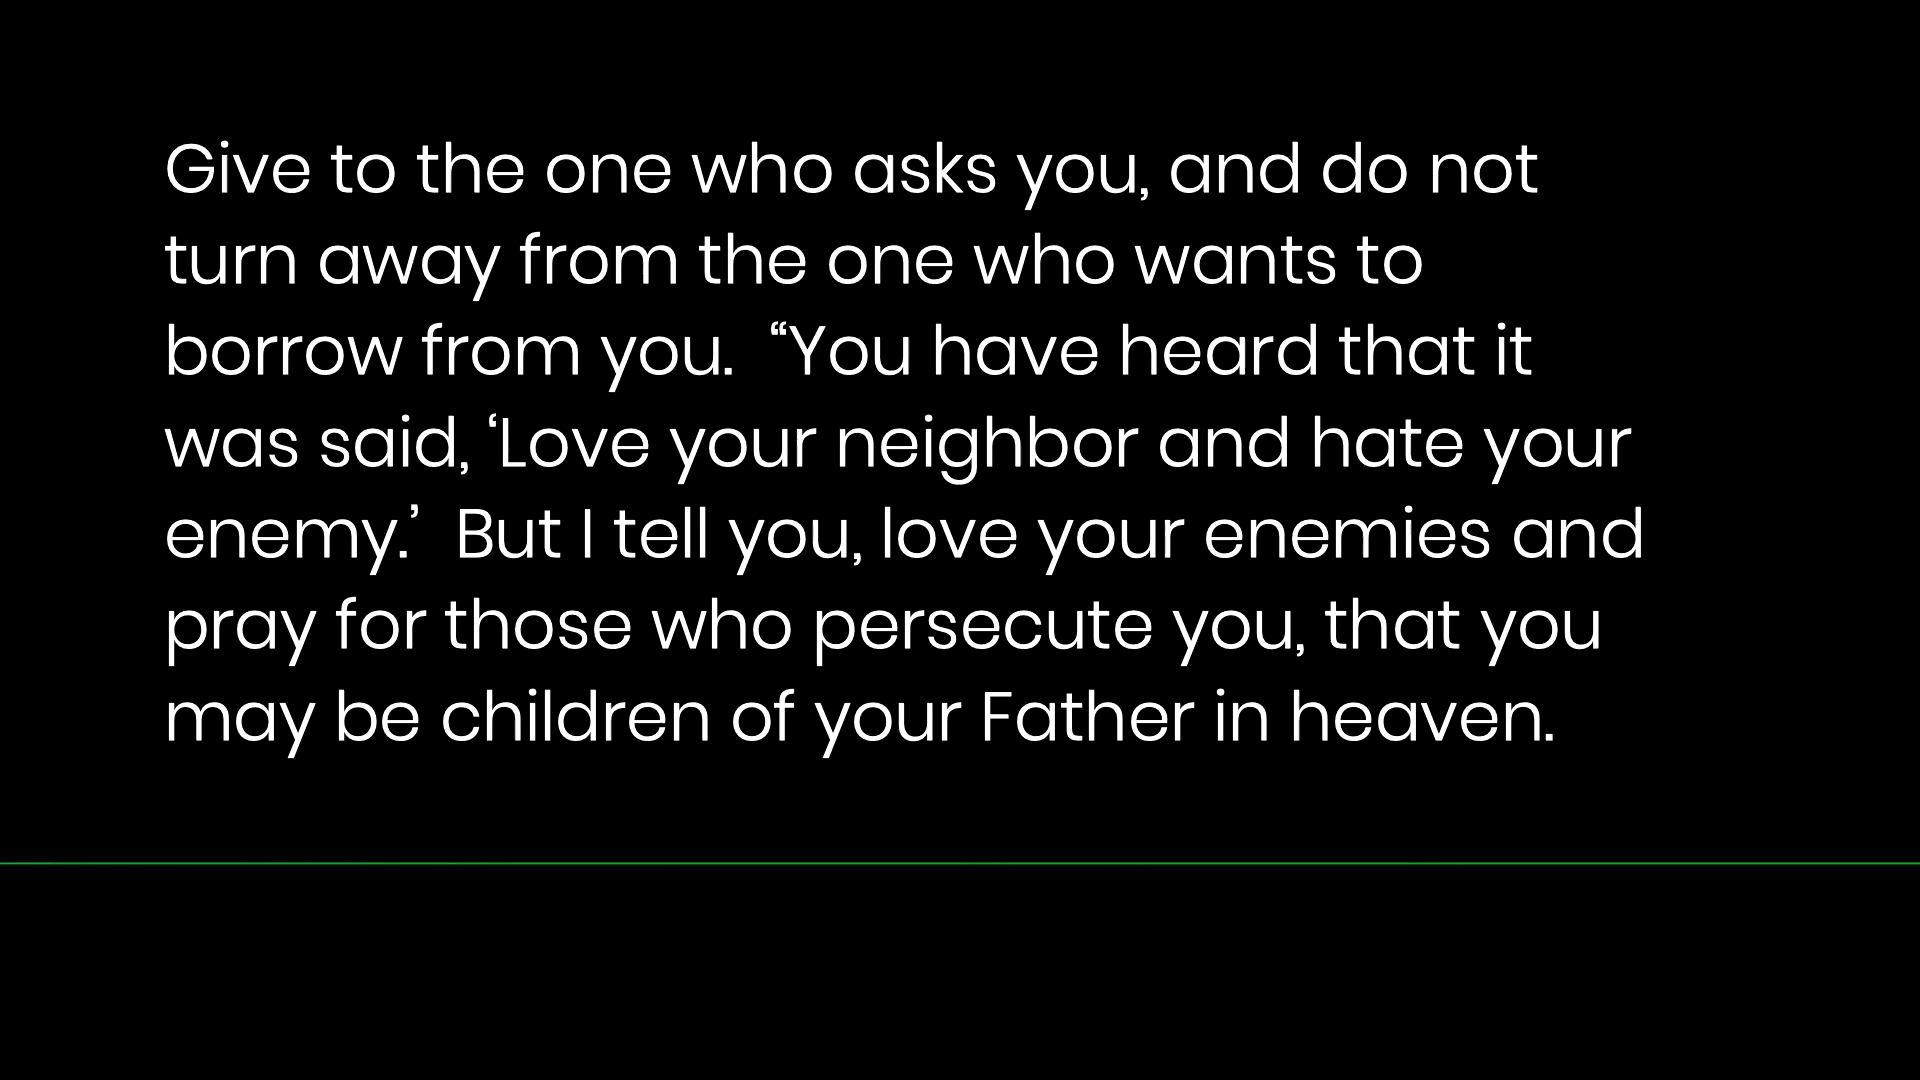 Give to the one who asks you, and do not
turn away from the one who wants to
borrow from you.  “You have heard that it
was said, ‘Love your neighbor and hate your
enemy.’  But I tell you, love your enemies and
pray for those who persecute you, that you
may be children of your Father in heaven.